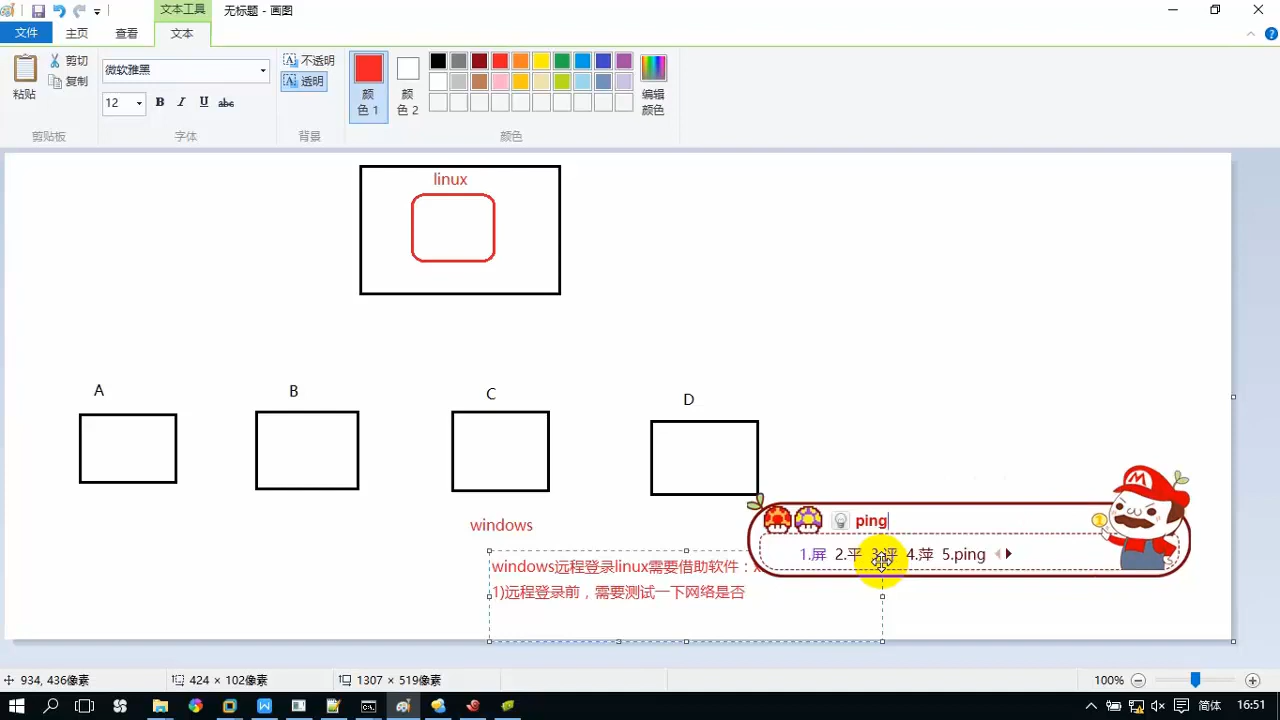 文本工具
无标题 - 画图
文件
主页
查看
文本
粘贴
剪切
复制
剪贴板
微软雅黑
12
B
I
U
abc
字体
不透明
透明
背景
颜
色 1
颜
色 2
颜色
编辑
颜色
linux
A
B
C
D
windows
windows远程登录linux需要借助软件：
1)远程登录前，需要测试一下网络是否
ping
1.屏 2.平 3.评 4.萍 5.ping
M
934, 436像素
424 × 102像素
1307 × 519像素
100%
简体
16:51